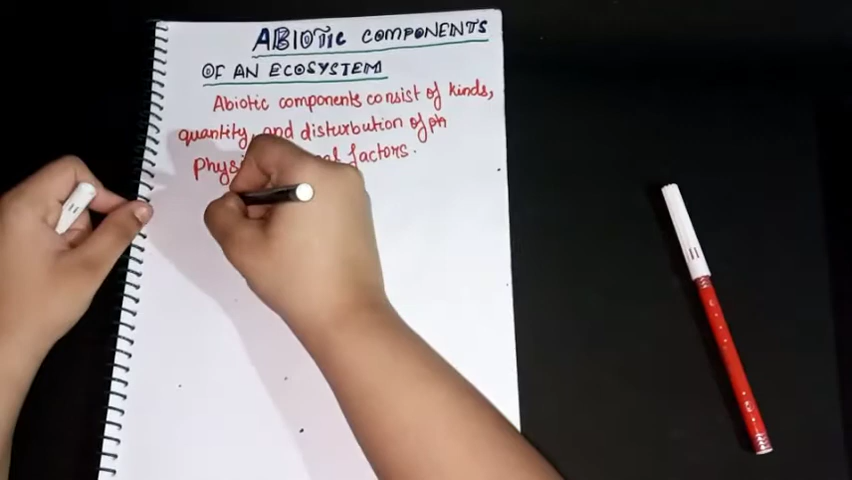 ABIOTIC COMPONENTS
OF AN ECOSYSTEM
Abiotic components consist of kinds,
quantity, and disturbution of ph
factors.